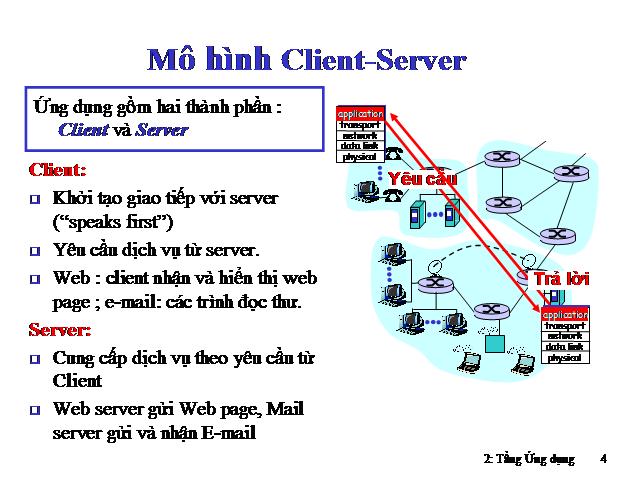 Mô hình Client-Server
Ứng dụng gồm hai thành phần :
Client và Server
Client:
Khởi tạo giao tiếp với server
(“speaks first”)
Yêu cầu dịch vụ từ server.
Web : client nhận và hiển thị web
page ; e-mail: các trình đọc thư.
Server:
Cung cấp dịch vụ theo yêu cầu từ
Client
Web server gửi Web page, Mail
server gửi và nhận E-mail
application
transport
network
data link
physical
Yêu cầu
Trả lời
application
transport
network
data link
physical
2: Tầng Ứng dụng 4